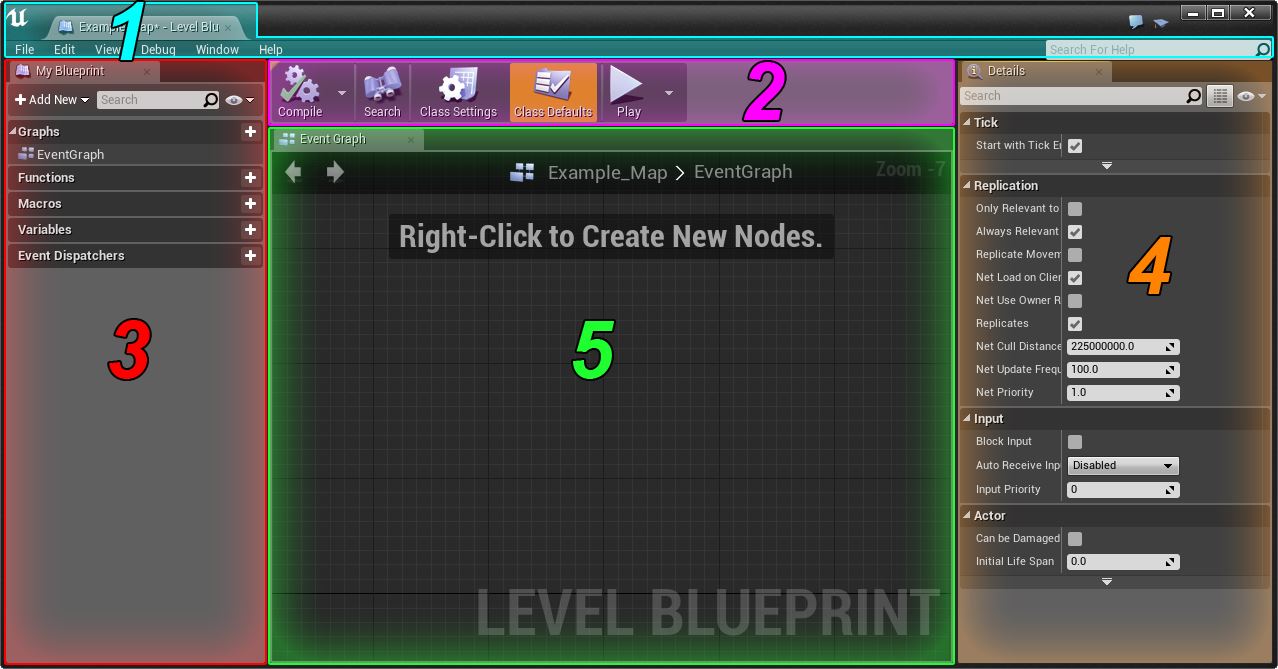 Example_Map* - Level Blu
File Edit View Debug Window Help
Search For Help
1
My Blueprint
Add New
Search
Graphs
EventGraph
Functions
Macros
Variables
Event Dispatchers
3
Compile
Search
Class Settings
Class Defaults
Play
2
Event Graph
Example_Map > EventGraph
Zoom -7
Right-Click to Create New Nodes.
5
LEVEL BLUEPRINT
Details
Search
Tick
Start with Tick En
Replication
Only Relevant to
Always Relevant
Replicate Movem
Net Load on Clien
Net Use Owner R
Replicates
Net Cull Distance 225000000.0
Net Update Frequ 100.0
Net Priority 1.0
4
Input
Block Input
Auto Receive Inpu Disabled
Input Priority 0
Actor
Can be Damaged
Initial Life Span 0.0